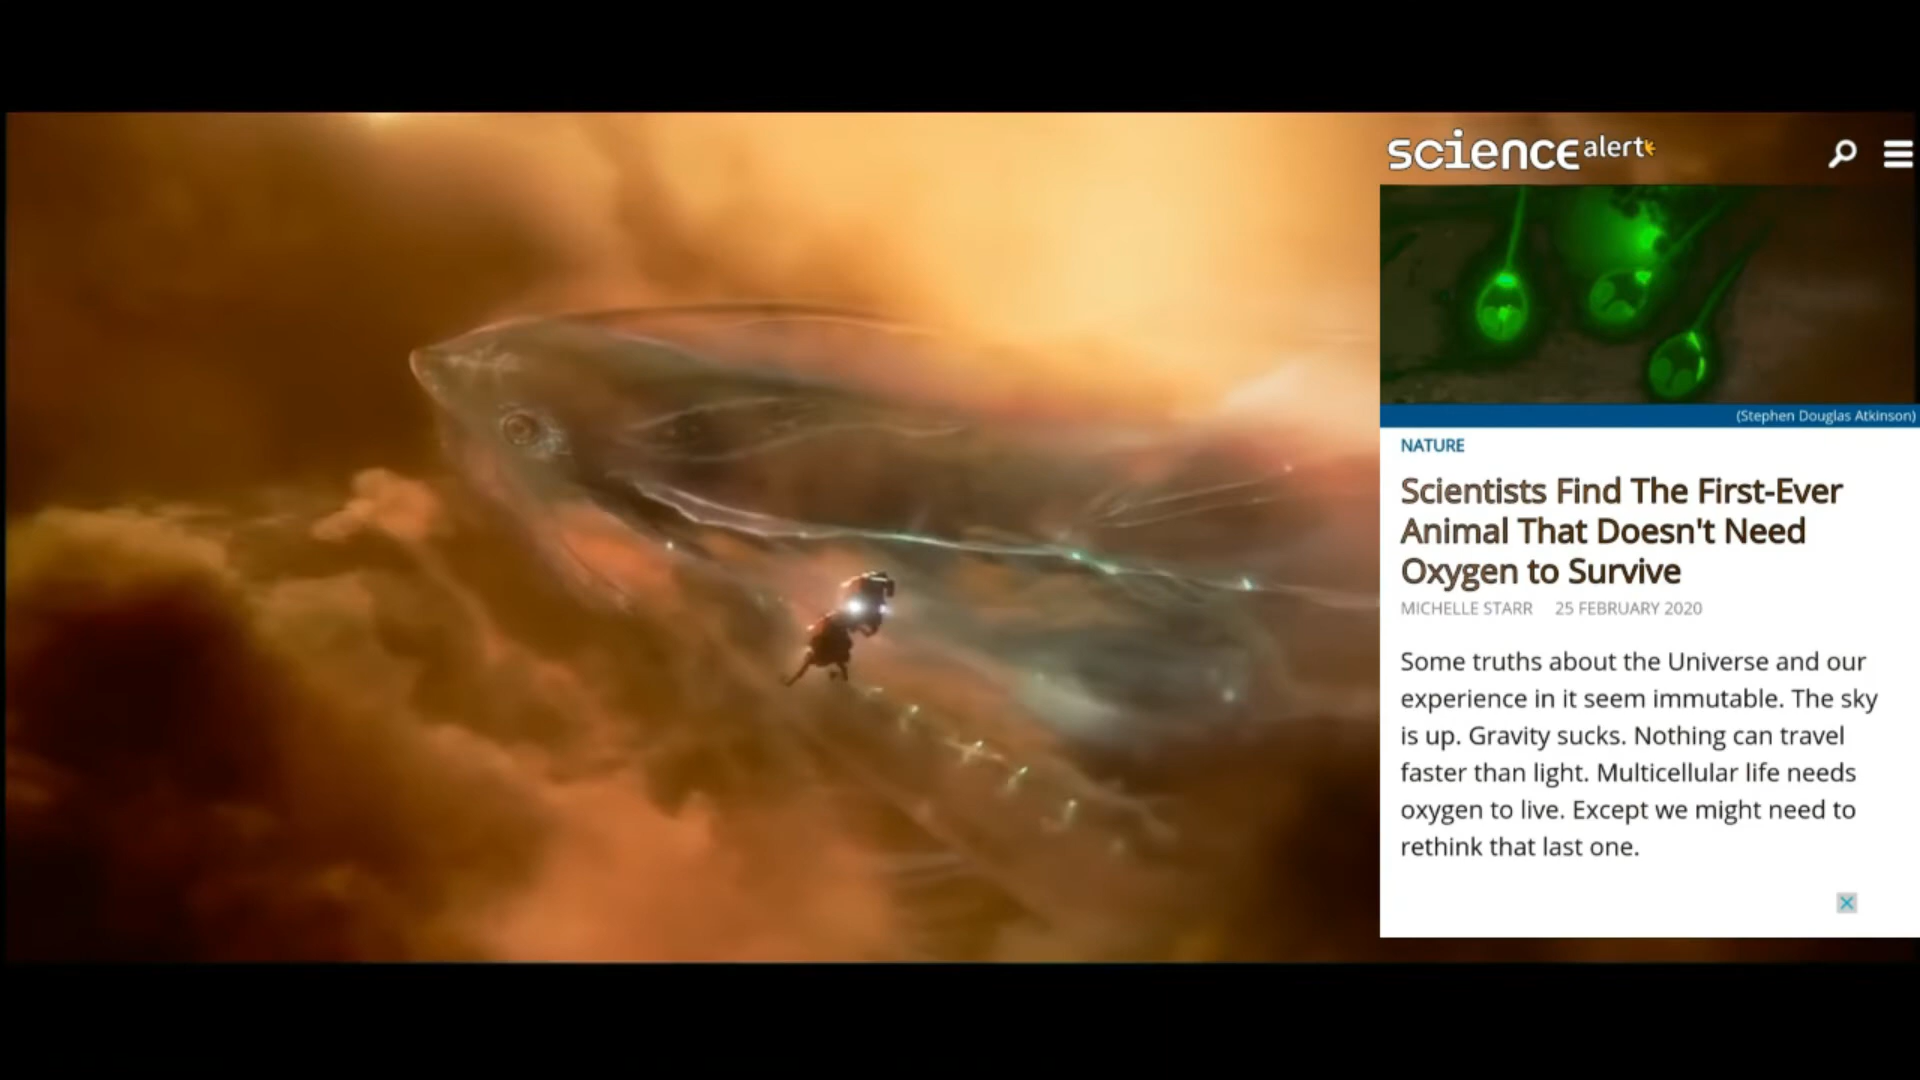 science alert
(Stephen Douglas Atkinson)
NATURE
Scientists Find The First-Ever
Animal That Doesn't Need
Oxygen to Survive
MICHELLE STARR 25 FEBRUARY 2020
Some truths about the Universe and our
experience in it seem immutable. The sky
is up. Gravity sucks. Nothing can travel
faster than light. Multicellular life needs
oxygen to live. Except we might need to
rethink that last one.